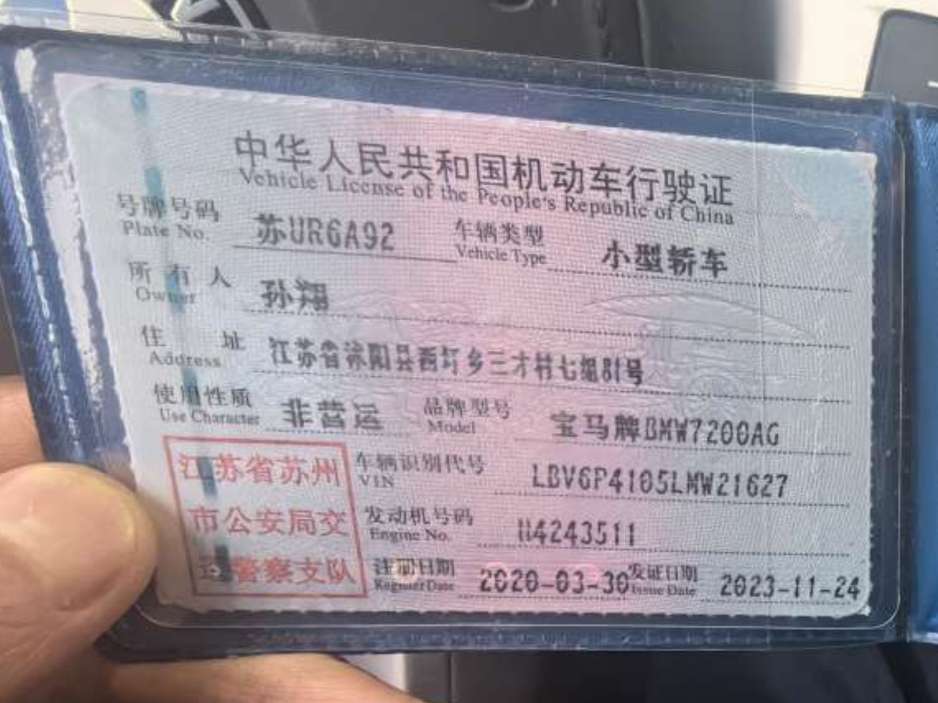 中华人民共和国机动车行驶证
Vehicle License of the People's Republic of China
号牌号码 苏UR6A92 车辆类型 小型轿车
Plate No. Vehicle Type
所有人 孙翔
Owner
住址 江苏省沭阳县西圩乡三才村七组81号
Address
使用性质 非营运 品牌型号 宝马牌BMW7200AG
Use Character Model
江苏省苏州 车辆识别代号 LBV6P4105LMW21627
VIN
市公安局交 发动机号码 H4243511
Engine No.
通警察支队 注册日期 2020-03-30 发证日期 2023-11-24
Register Date Issue Date